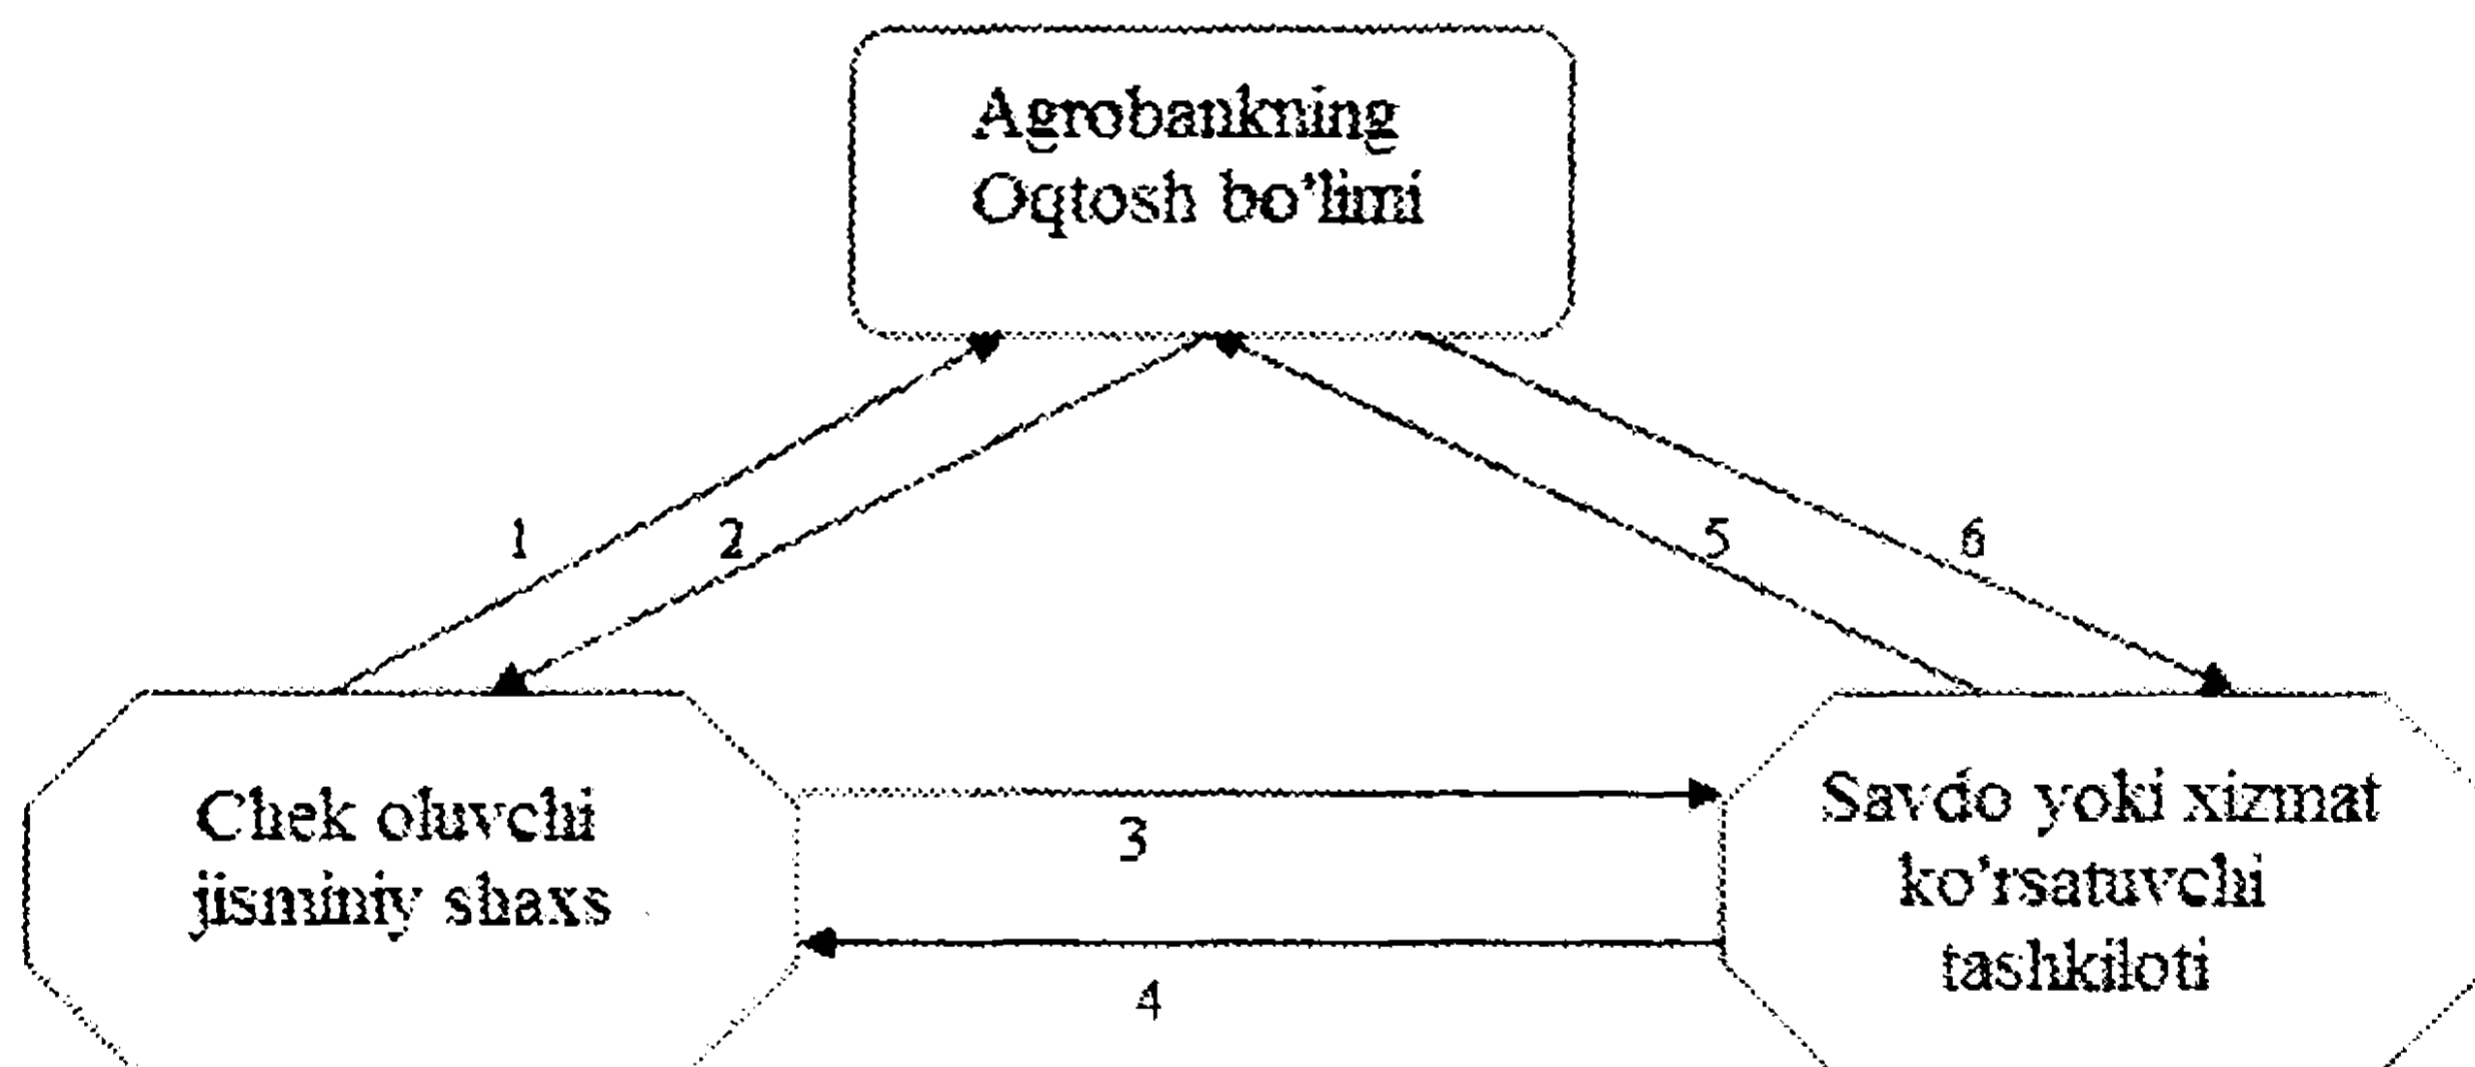 Agrobankning
Oqtosh bo'limi
1
2
5
6
Chek oluvchi
jisminiy shaxs
3
4
Savdo yoki xizmat
ko'rsatuvchi
tashkiloti